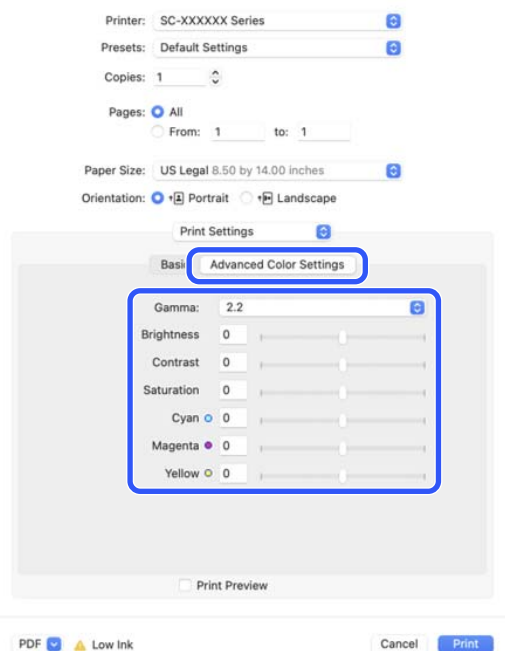 Printer: SC-XXXXXX Series
Presets: Default Settings
Copies: 1
Pages: All
From: 1 to: 1
Paper Size: US Legal 8.50 by 14.00 inches
Orientation: Portrait Landscape
Print Settings
Basi Advanced Color Settings
Gamma: 2.2
Brightness 0
Contrast 0
Saturation 0
Cyan 0
Magenta 0
Yellow 0
Print Preview
PDF Low Ink Cancel Print